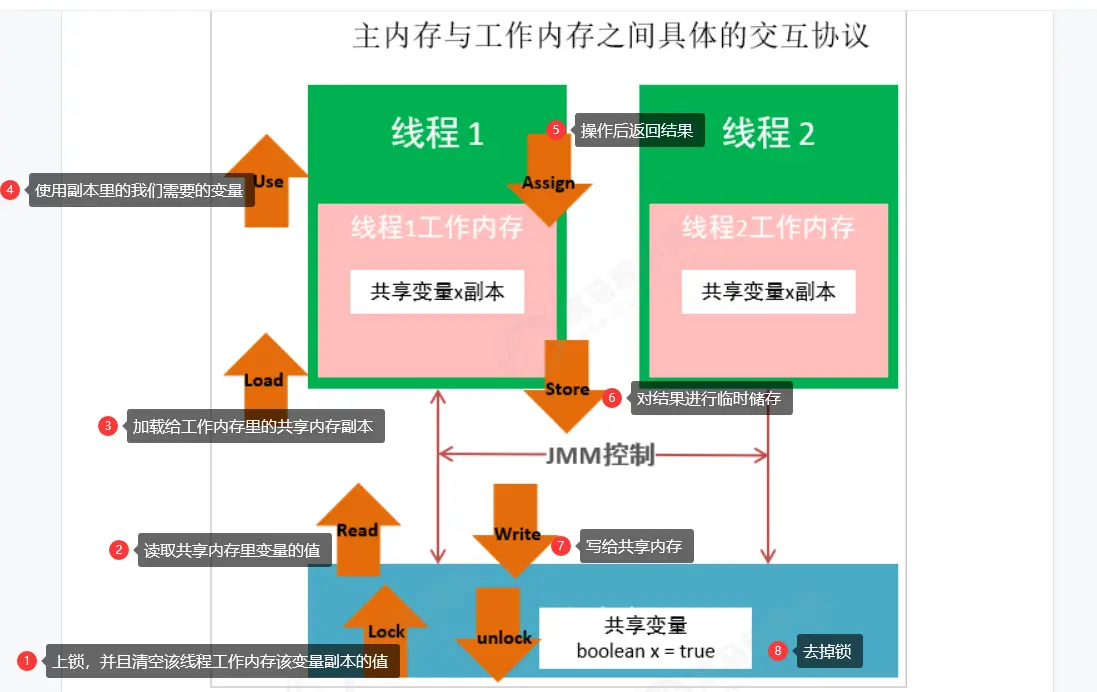 主内存与工作内存之间具体的交互协议
线程 1
5 操作后返回结果
线程 2
Use
Assign
4 使用副本里的我们需要的变量
线程1工作内存
线程2工作内存
共享变量x副本
共享变量x副本
Load
Store
6 对结果进行临时储存
3 加载给工作内存里的共享内存副本
JMM控制
Read
Write
2 读取共享内存里变量的值
7 写给共享内存
Lock
unlock
共享变量
boolean x = true
1 上锁，并且清空该线程工作内存该变量副本的值
8 去掉锁